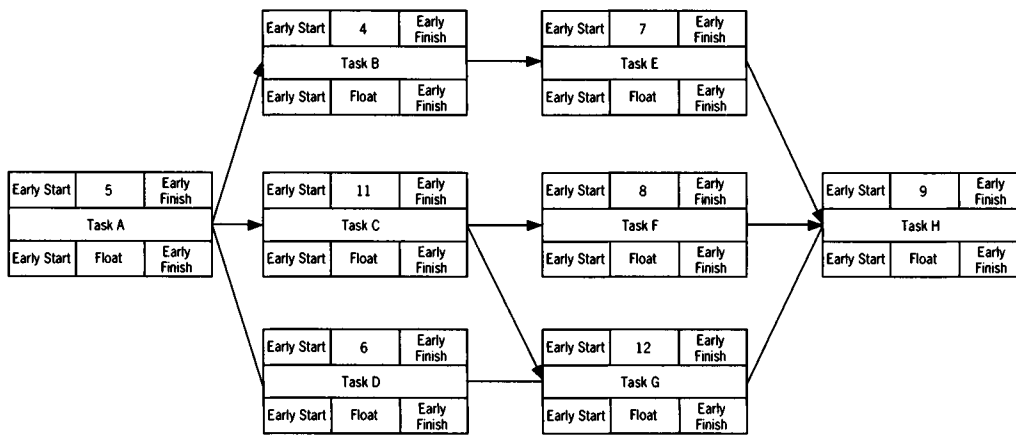 Early Start 4 Early Finish
Task B
Early Start Float Early Finish
Early Start 7 Early Finish
Task E
Early Start Float Early Finish
Early Start 5 Early Finish
Task A
Early Start Float Early Finish
Early Start 11 Early Finish
Task C
Early Start Float Early Finish
Early Start 8 Early Finish
Task F
Early Start Float Early Finish
Early Start 9 Early Finish
Task H
Early Start Float Early Finish
Early Start 6 Early Finish
Task D
Early Start Float Early Finish
Early Start 12 Early Finish
Task G
Early Start Float Early Finish